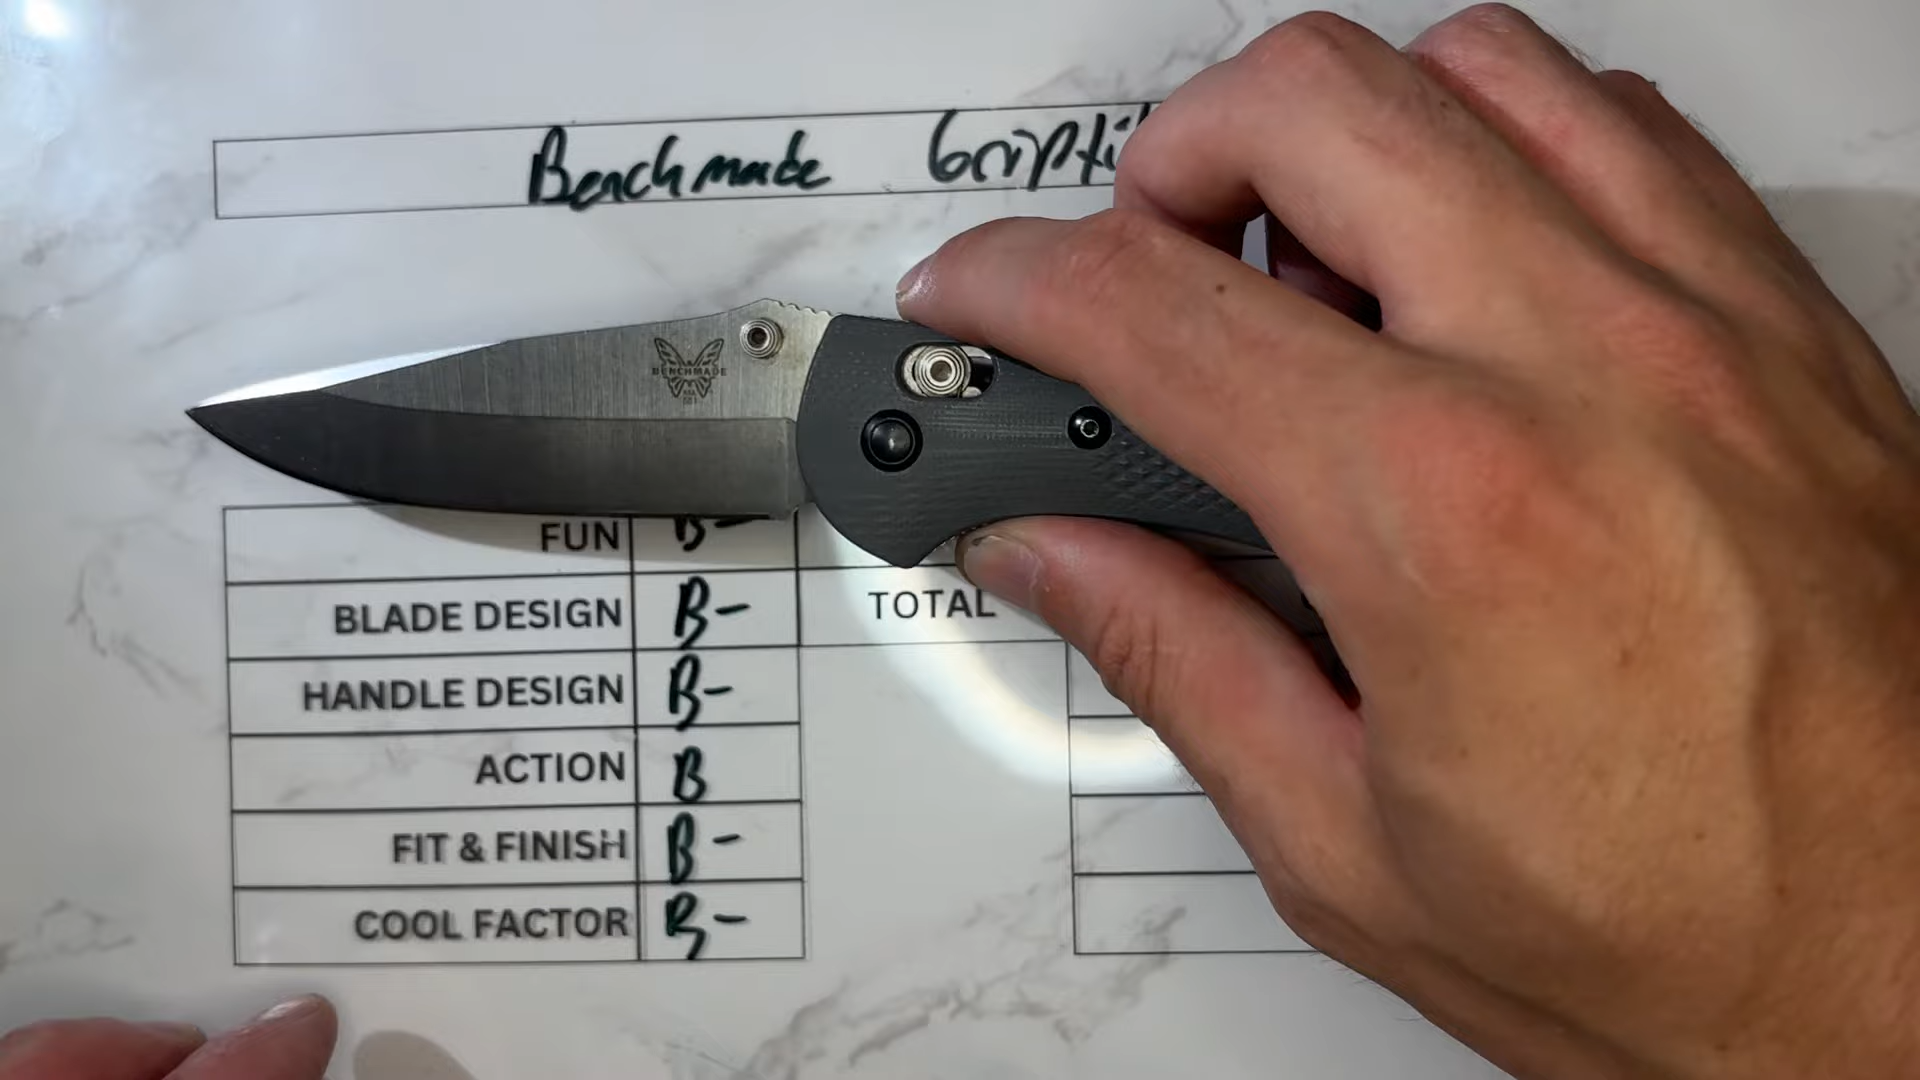 Benchmade
BENCHMADE
FUN B-
BLADE DESIGN B-
TOTAL
HANDLE DESIGN B-
ACTION B
FIT & FINISH B-
COOL FACTOR B-